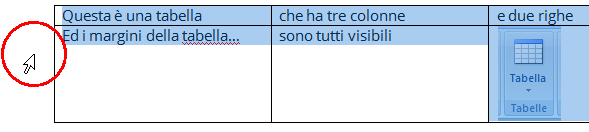 Questa è una tabella che ha tre colonne e due righe
Ed i margini della tabella... sono tutti visibili
Tabella
Tabelle